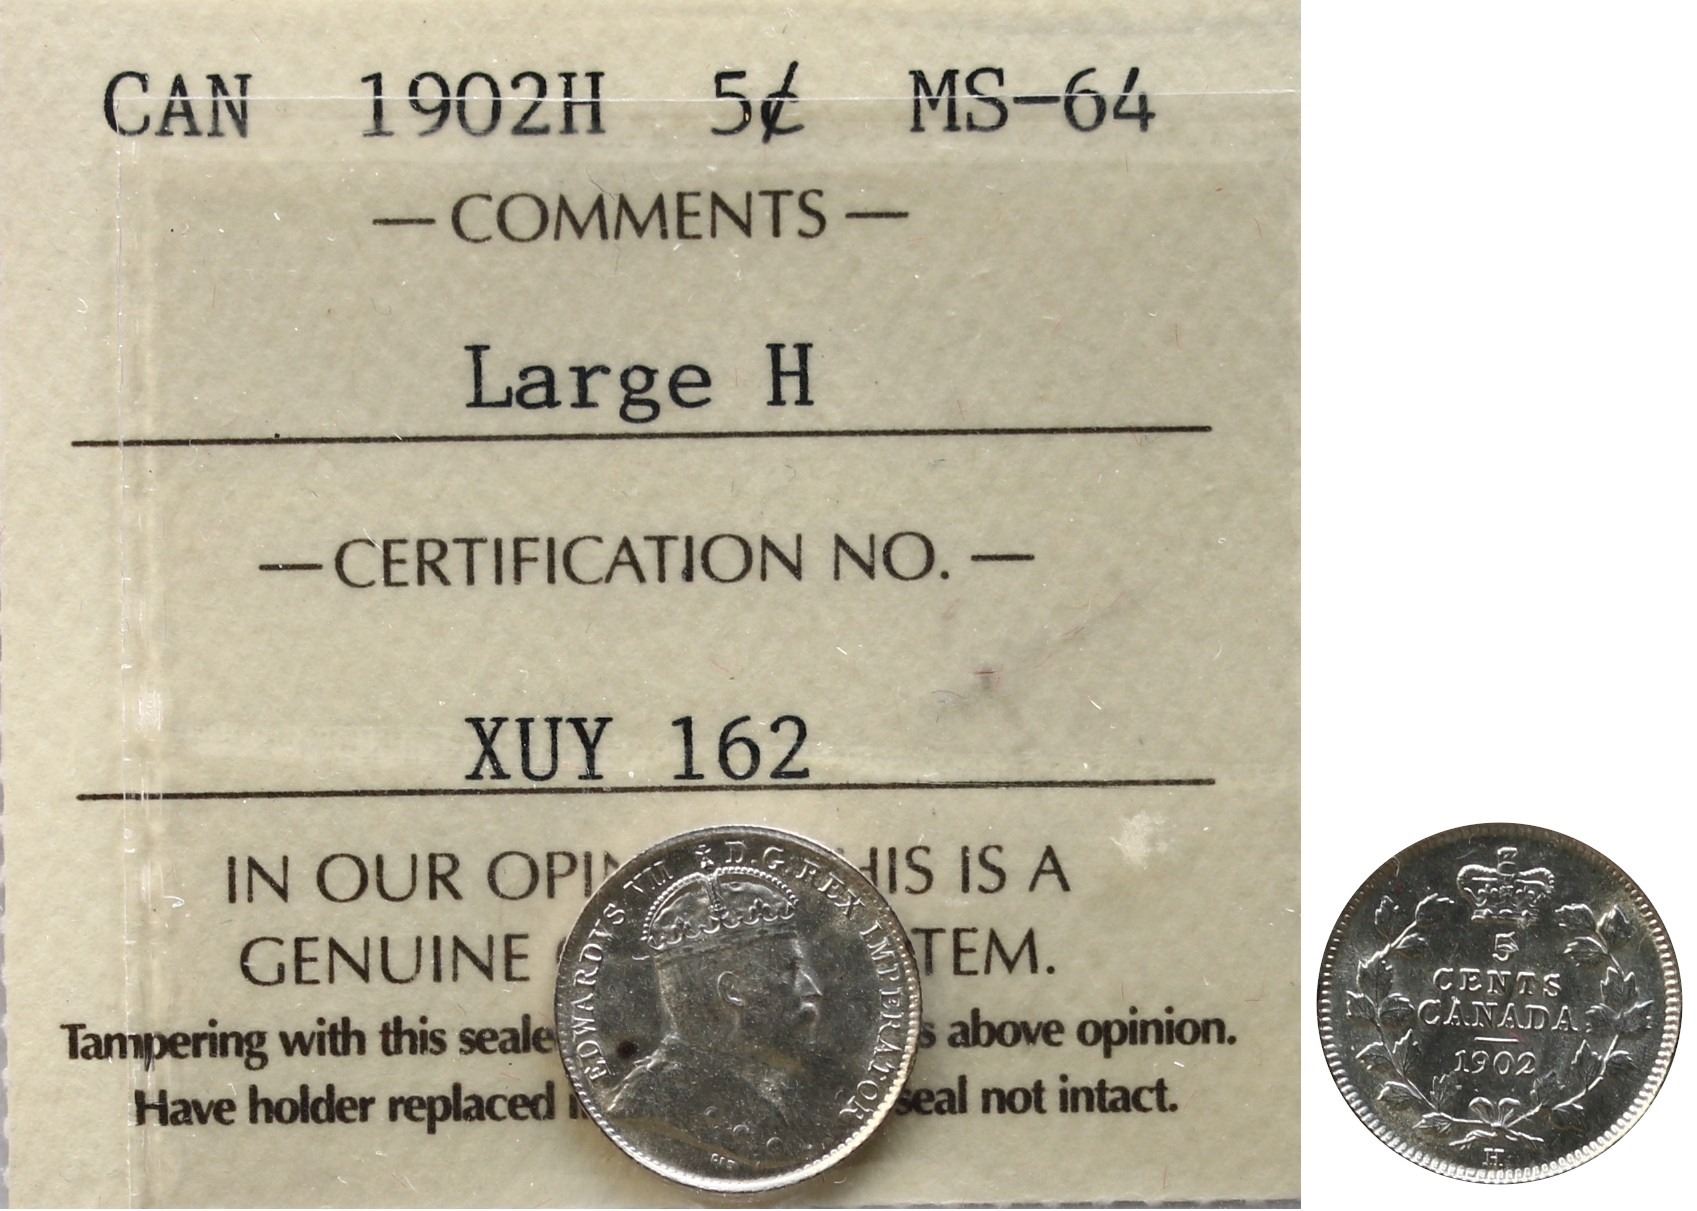 CAN 1902H 5¢ MS-64
— COMMENTS —
Large H
— CERTIFICATION NO. —
XUY 162
IN OUR OPIN HIS IS A
GENUINE TEM.
Tampering with this seale s above opinion.
Have holder replaced seal not intact.
EDWARDVS VII D.G. REX IMPERATOR
5
CENTS
CANADA
1902
H